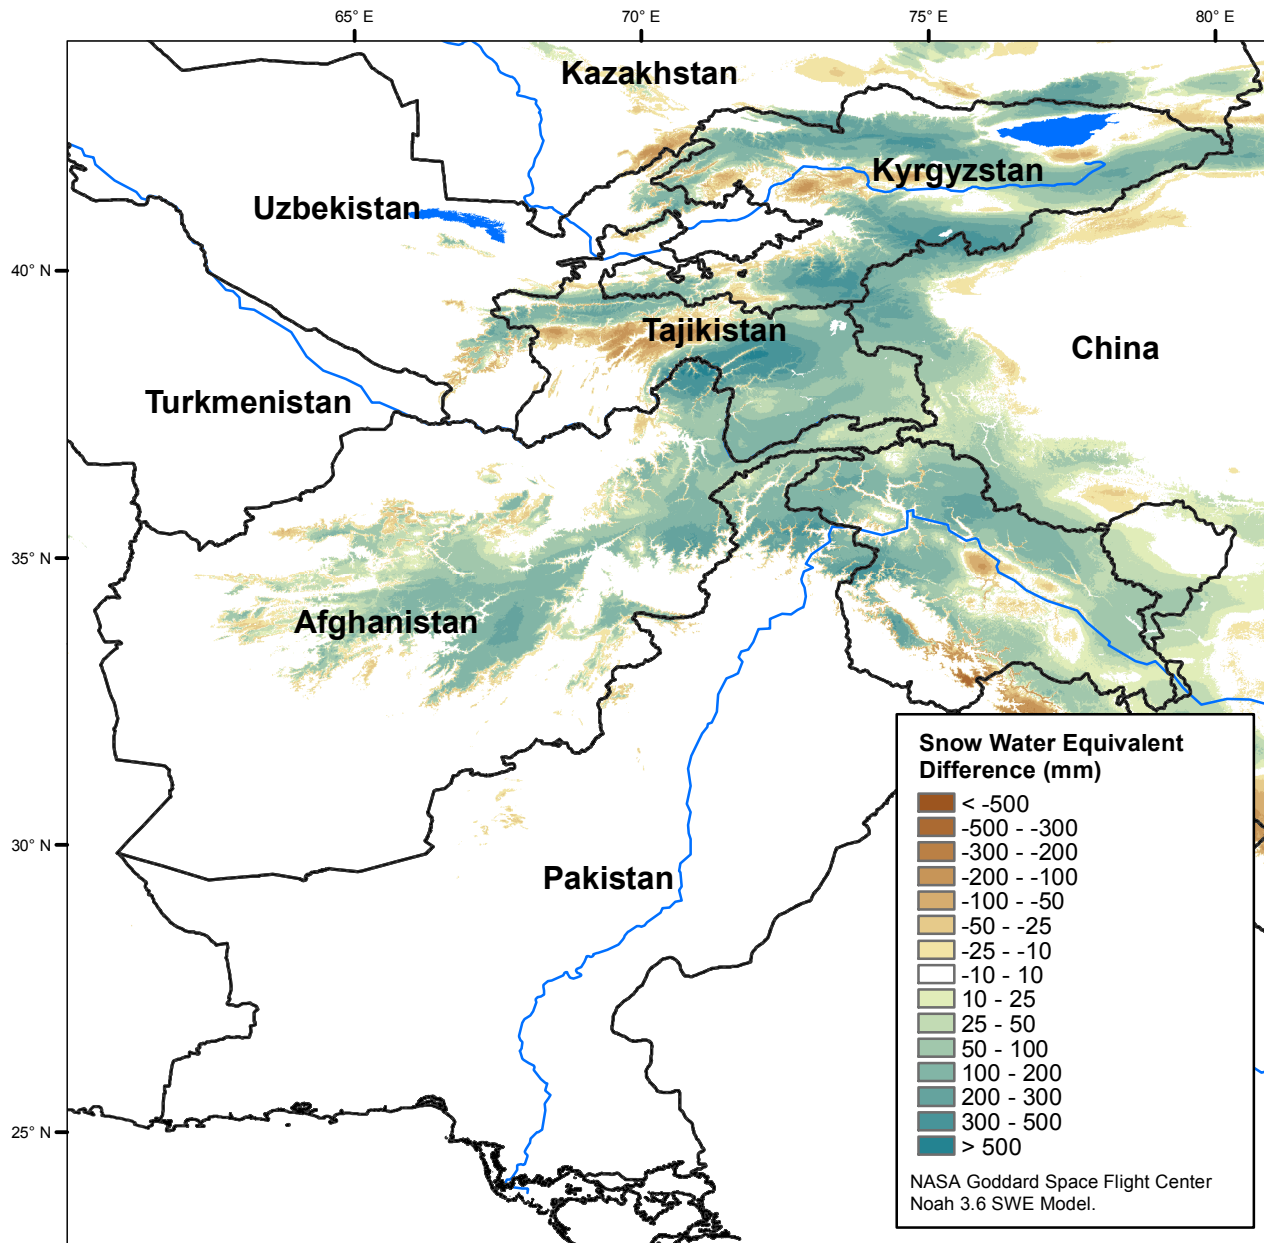 65° E
70° E
75° E
80° E
Kazakhstan
Kyrgyzstan
Uzbekistan
40° N
Tajikistan
China
Turkmenistan
35° N
Afghanistan
30° N
Pakistan
25° N
Snow Water Equivalent
Difference (mm)
< -500
-500 - -300
-300 - -200
-200 - -100
-100 - -50
-50 - -25
-25 - -10
-10 - 10
10 - 25
25 - 50
50 - 100
100 - 200
200 - 300
300 - 500
> 500
NASA Goddard Space Flight Center
Noah 3.6 SWE Model.